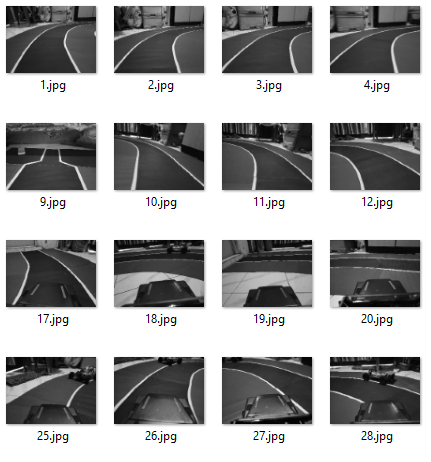 1.jpg 2.jpg 3.jpg 4.jpg
9.jpg 10.jpg 11.jpg 12.jpg
17.jpg 18.jpg 19.jpg 20.jpg
25.jpg 26.jpg 27.jpg 28.jpg